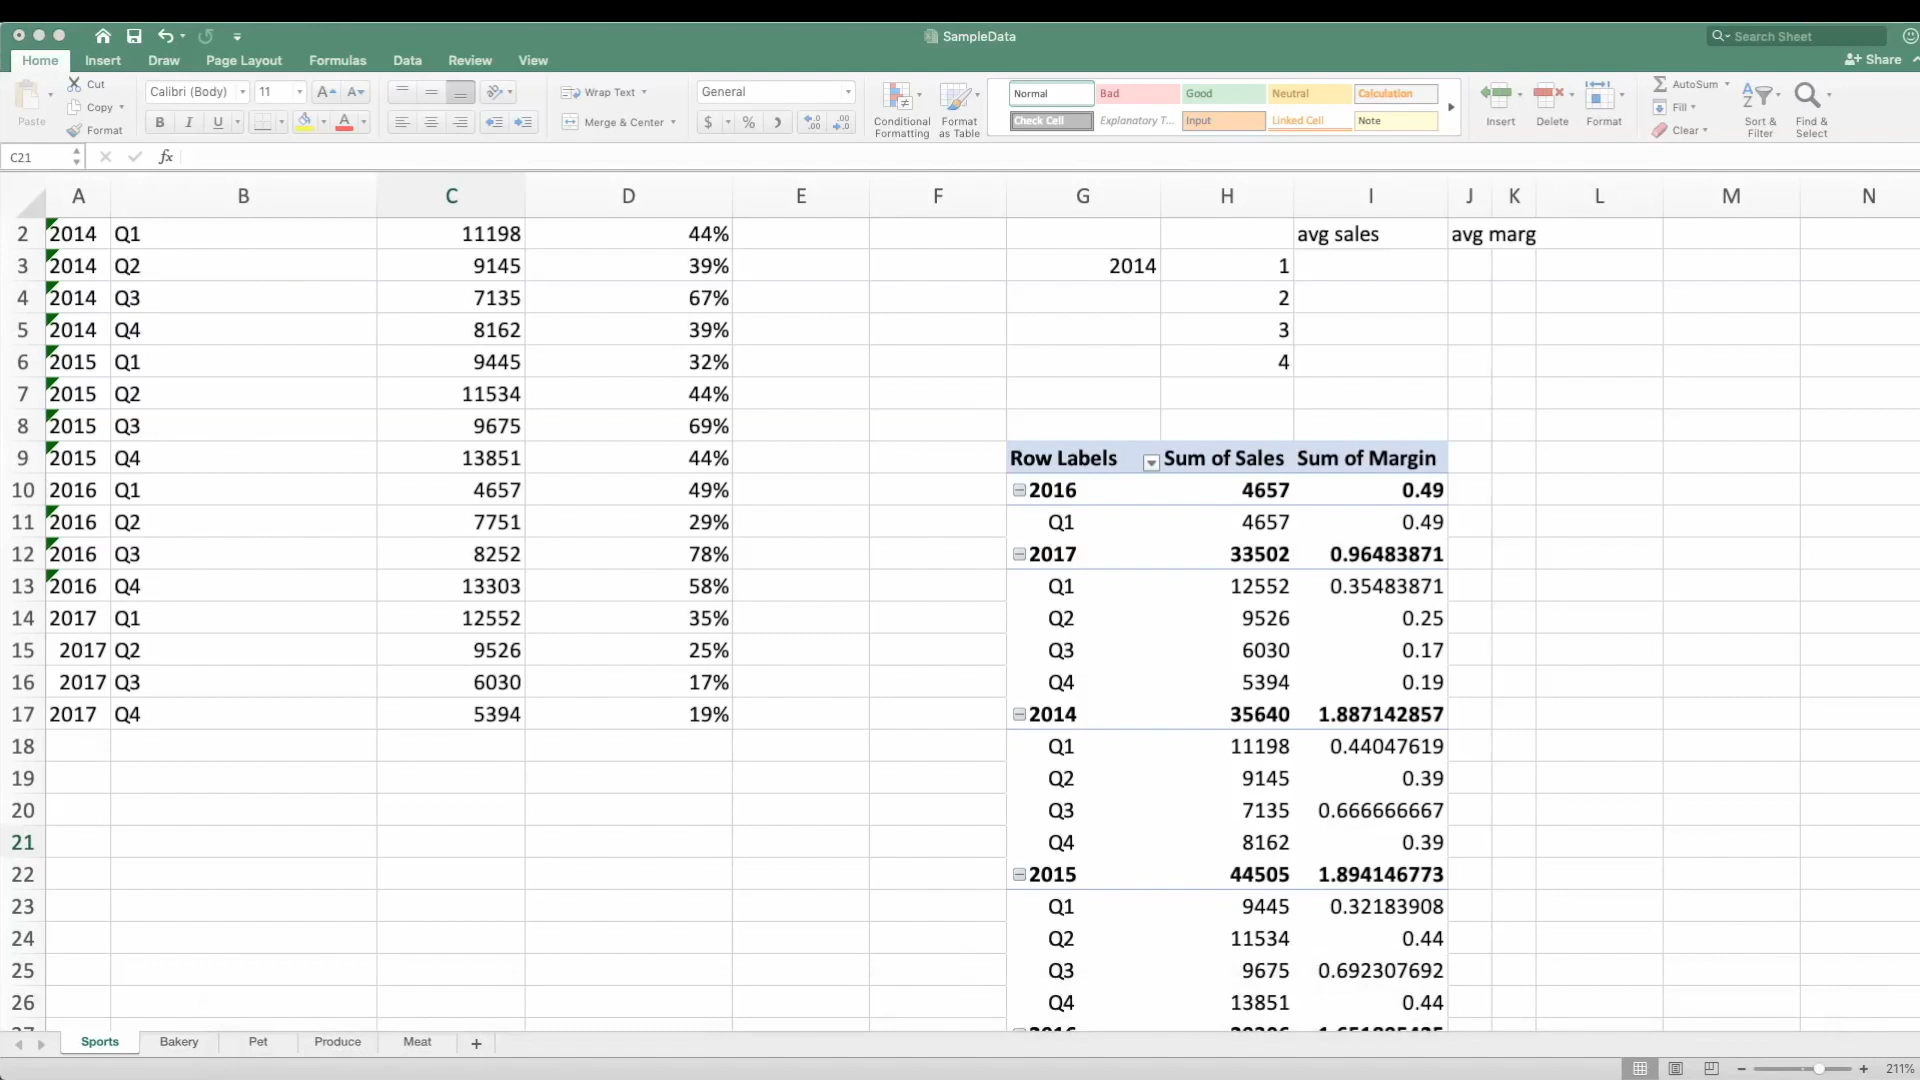 SampleData
Search Sheet
Home Insert Draw Page Layout Formulas Data Review View
Share
Paste
Cut
Copy
Format
Calibri (Body) 11
B I U
Wrap Text
Merge & Center
General
$ %
Conditional Formatting
Format as Table
Normal Bad Good Neutral Calculation
Check Cell Explanatory T... Input Linked Cell Note
Insert Delete Format
AutoSum
Fill
Clear
Sort & Filter
Find & Select
C21 fx
A B C D E F G H I J K L M N
2 2014 Q1 11198 44% avg sales avg marg
3 2014 Q2 9145 39% 2014 1
4 2014 Q3 7135 67% 2
5 2014 Q4 8162 39% 3
6 2015 Q1 9445 32% 4
7 2015 Q2 11534 44%
8 2015 Q3 9675 69%
9 2015 Q4 13851 44% Row Labels Sum of Sales Sum of Margin
10 2016 Q1 4657 49% 2016 4657 0.49
11 2016 Q2 7751 29% Q1 4657 0.49
12 2016 Q3 8252 78% 2017 33502 0.96483871
13 2016 Q4 13303 58% Q1 12552 0.35483871
14 2017 Q1 12552 35% Q2 9526 0.25
15 2017 Q2 9526 25% Q3 6030 0.17
16 2017 Q3 6030 17% Q4 5394 0.19
17 2017 Q4 5394 19% 2014 35640 1.887142857
18 Q1 11198 0.44047619
19 Q2 9145 0.39
20 Q3 7135 0.666666667
21 Q4 8162 0.39
22 2015 44505 1.894146773
23 Q1 9445 0.32183908
24 Q2 11534 0.44
25 Q3 9675 0.692307692
26 Q4 13851 0.44
Sports Bakery Pet Produce Meat +
211%